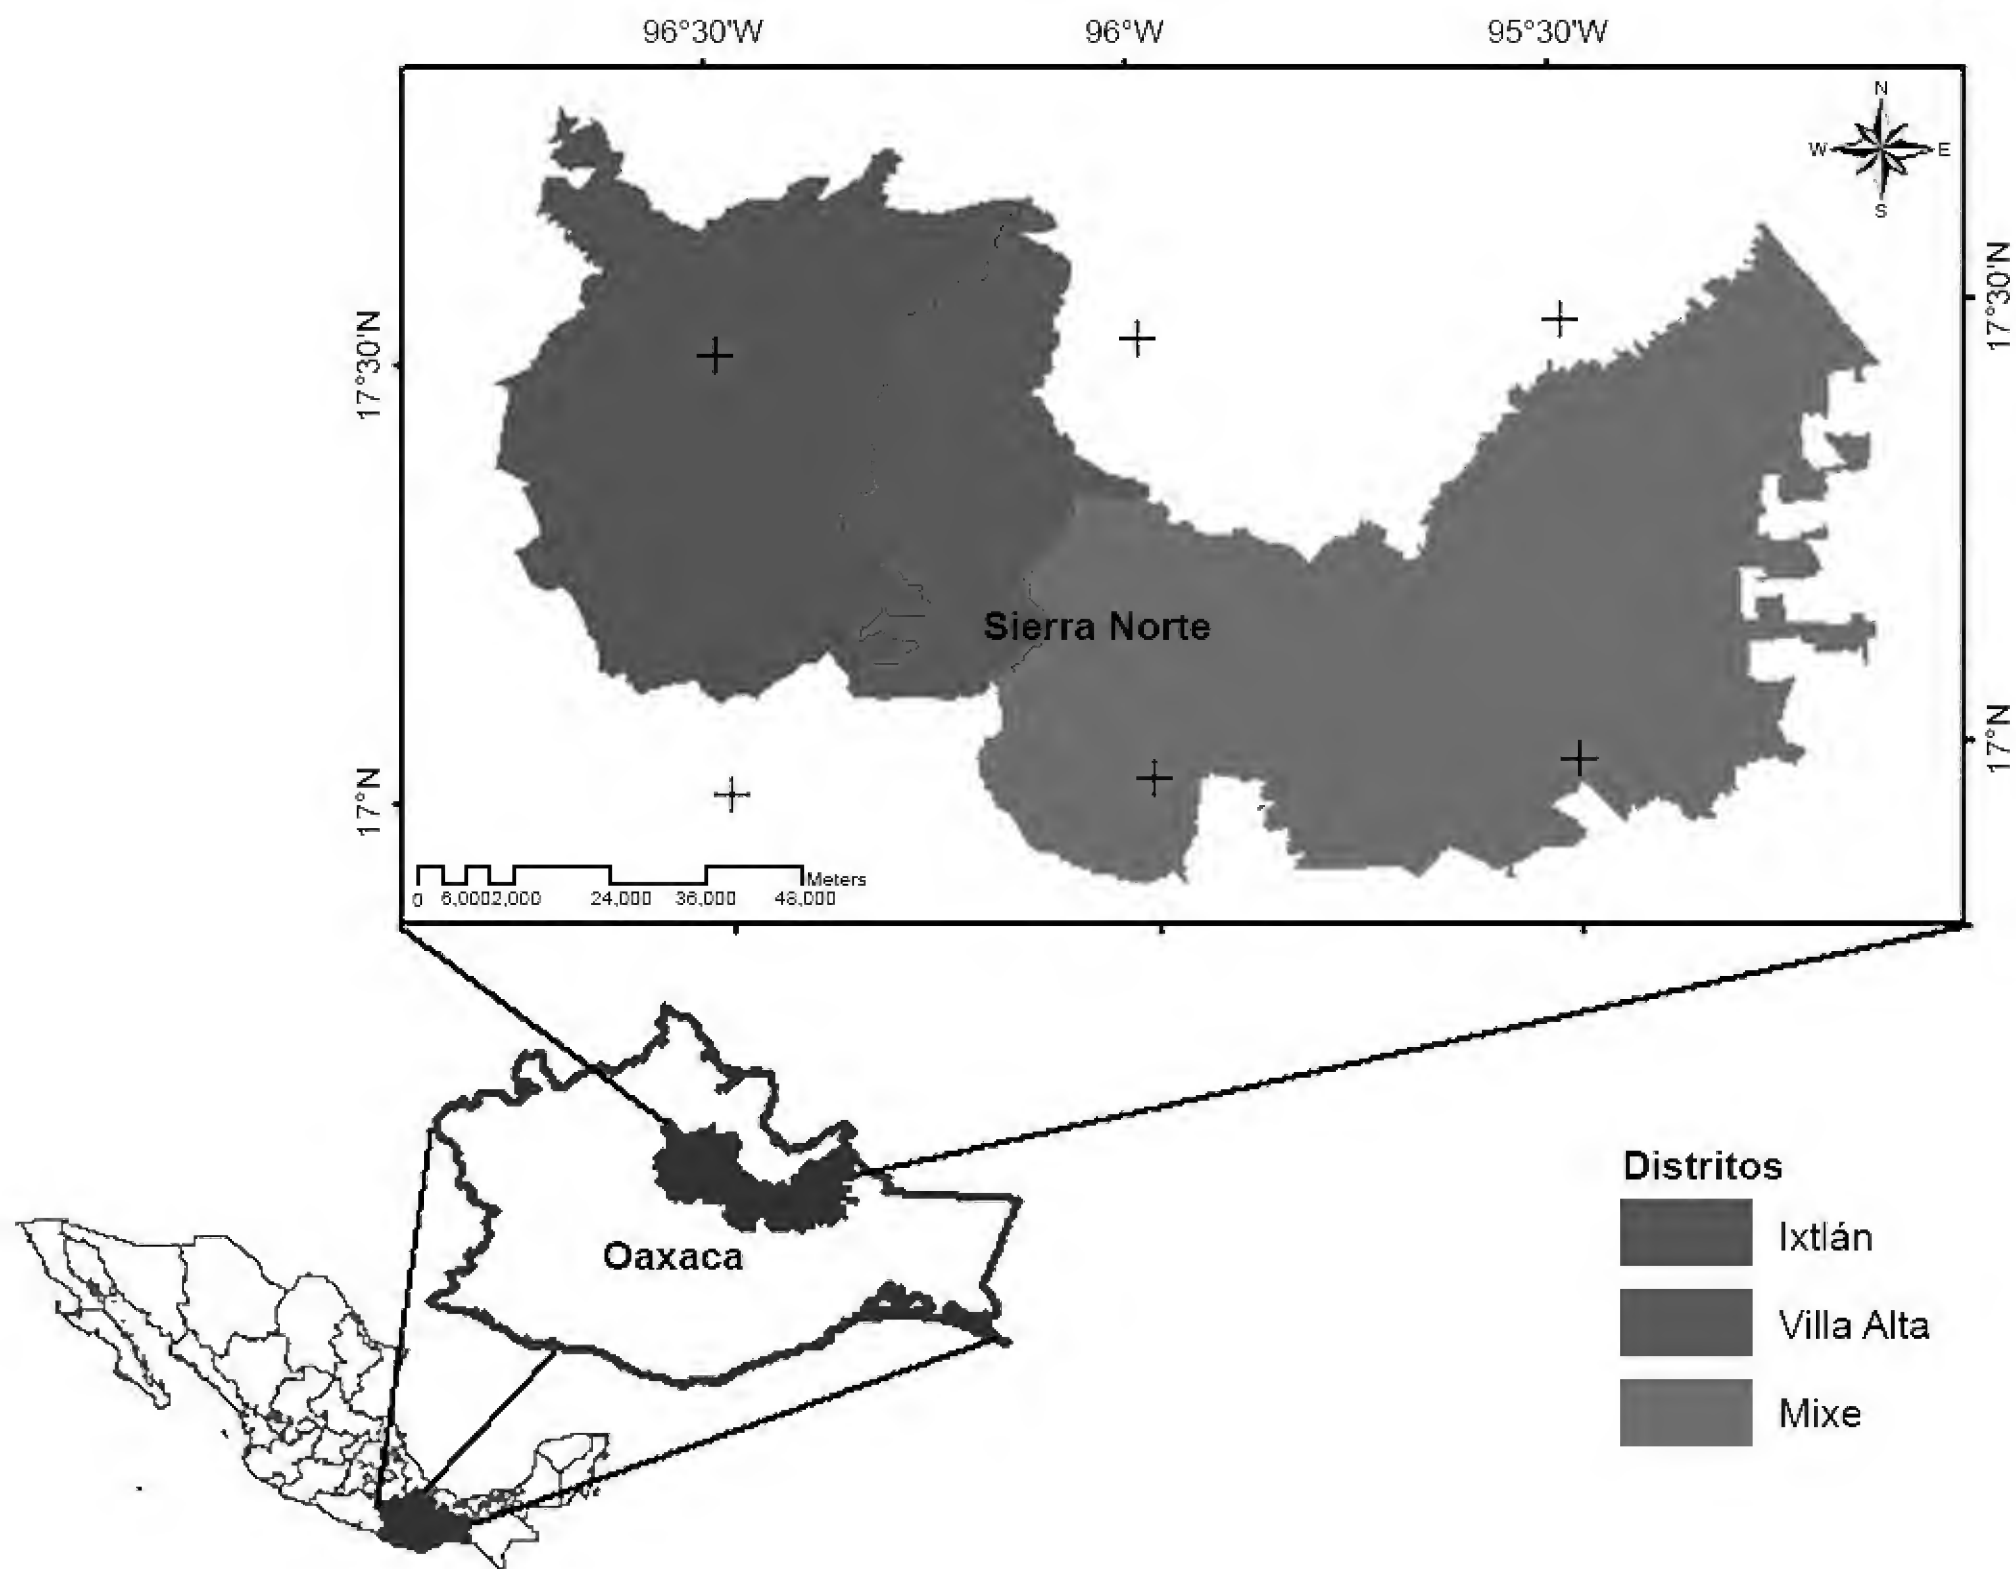 96°30'W 96°W 95°30'W
N
W E
S
17°30'N
17°30'N
Sierra Norte
17°N
17°N
Meters
0 6,00012,000 24,000 36,000 48,000
Distritos
Ixtlán
Oaxaca
Villa Alta
Mixe